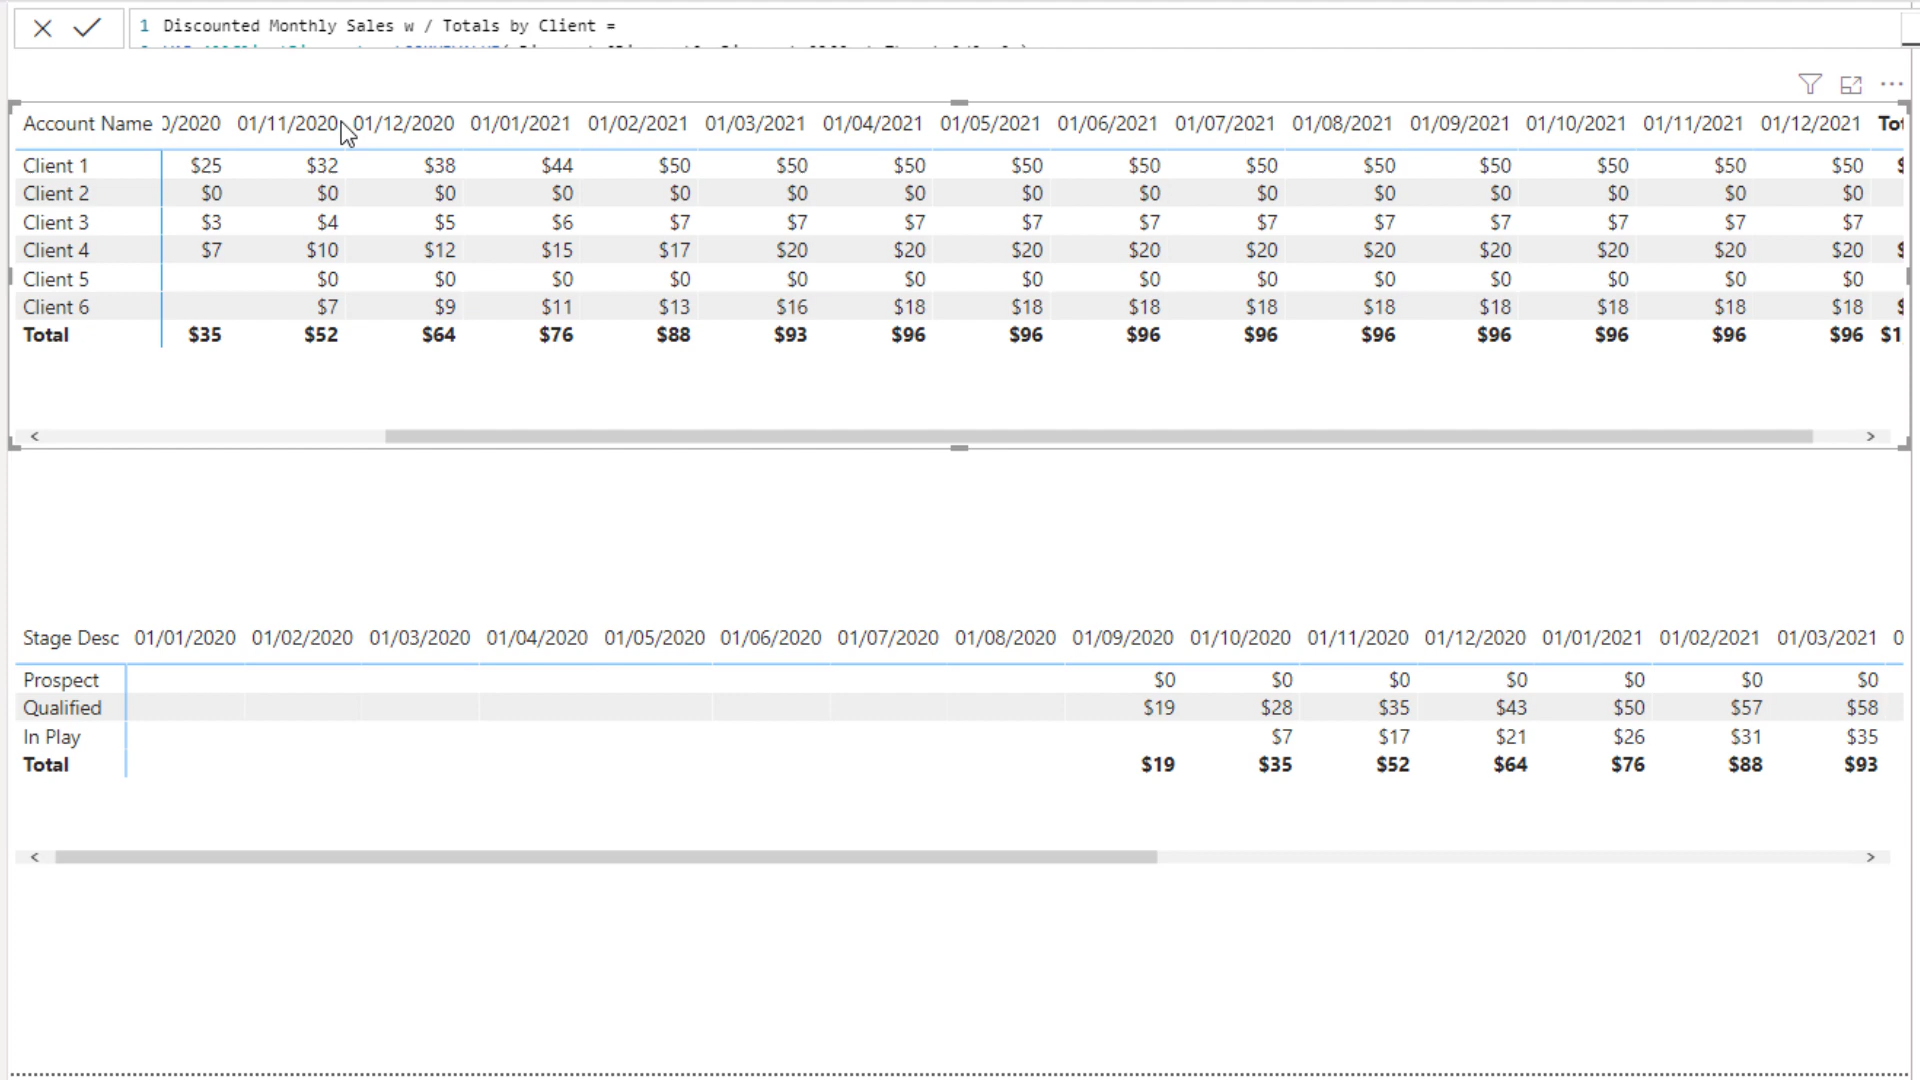 1 Discounted Monthly Sales w / Totals by Client =
Account Name 0/2020 01/11/2020 01/12/2020 01/01/2021 01/02/2021 01/03/2021 01/04/2021 01/05/2021 01/06/2021 01/07/2021 01/08/2021 01/09/2021 01/10/2021 01/11/2021 01/12/2021 Tot
Client 1 $25 $32 $38 $44 $50 $50 $50 $50 $50 $50 $50 $50 $50 $50 $50 $
Client 2 $0 $0 $0 $0 $0 $0 $0 $0 $0 $0 $0 $0 $0 $0 $0
Client 3 $3 $4 $5 $6 $7 $7 $7 $7 $7 $7 $7 $7 $7 $7 $7
Client 4 $7 $10 $12 $15 $17 $20 $20 $20 $20 $20 $20 $20 $20 $20 $20 $
Client 5 $0 $0 $0 $0 $0 $0 $0 $0 $0 $0 $0 $0 $0 $0
Client 6 $7 $9 $11 $13 $16 $18 $18 $18 $18 $18 $18 $18 $18 $18 $
Total $35 $52 $64 $76 $88 $93 $96 $96 $96 $96 $96 $96 $96 $96 $96 $1
Stage Desc 01/01/2020 01/02/2020 01/03/2020 01/04/2020 01/05/2020 01/06/2020 01/07/2020 01/08/2020 01/09/2020 01/10/2020 01/11/2020 01/12/2020 01/01/2021 01/02/2021 01/03/2021 0
Prospect $0 $0 $0 $0 $0 $0 $0
Qualified $19 $28 $35 $43 $50 $57 $58
In Play $7 $17 $21 $26 $31 $35
Total $19 $35 $52 $64 $76 $88 $93